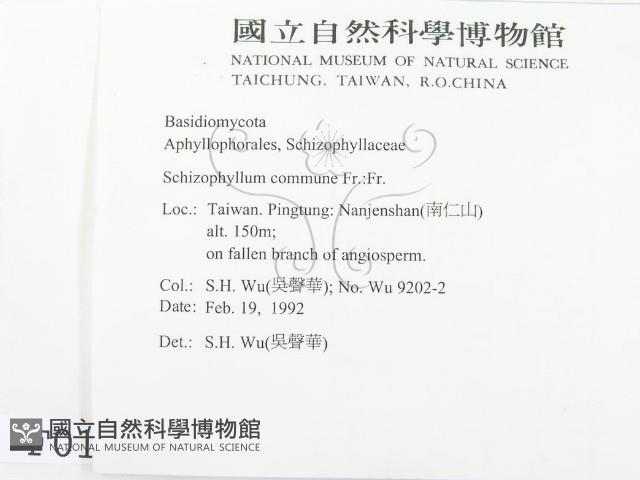 國立自然科學博物館
NATIONAL MUSEUM OF NATURAL SCIENCE
TAICHUNG, TAIWAN, R.O.CHINA
Basidiomycota
Aphyllophorales, Schizophyllaceae
Schizophyllum commune Fr.:Fr.
Loc.: Taiwan. Pingtung: Nanjenshan(南仁山)
alt. 150m;
on fallen branch of angiosperm.
Col.: S.H. Wu(吳聲華); No. Wu 9202-2
Date: Feb. 19, 1992
Det.: S.H. Wu(吳聲華)
國立自然科學博物館
NATIONAL MUSEUM OF NATURAL SCIENCE